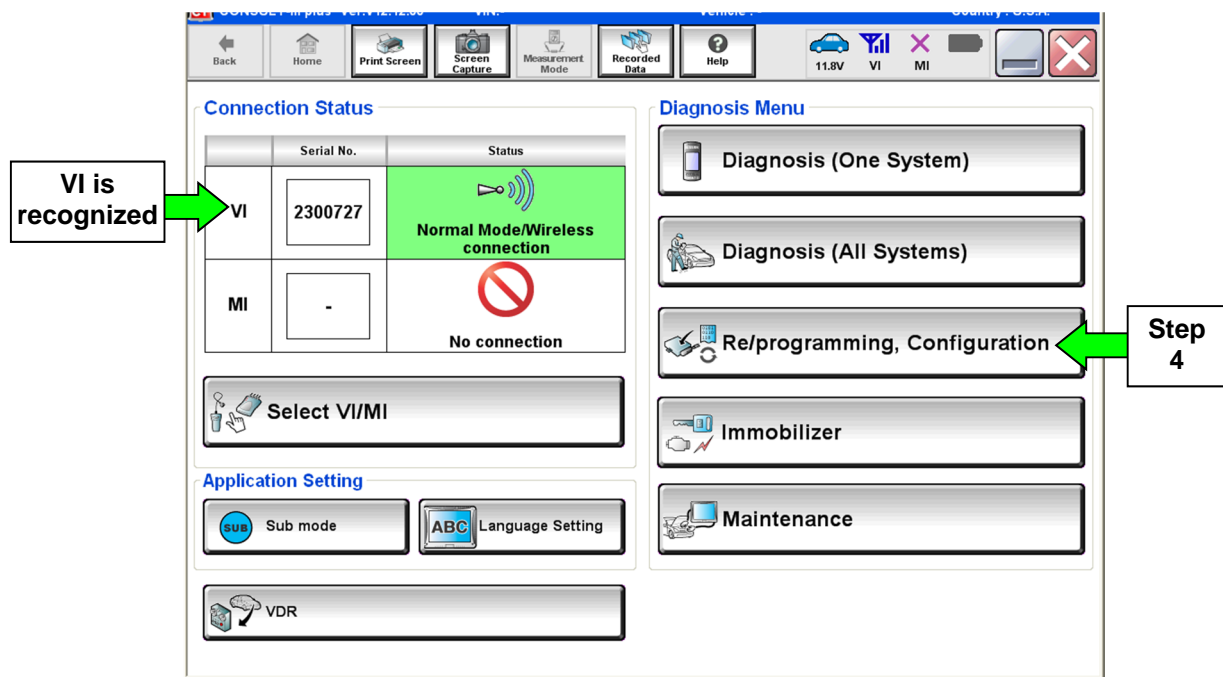 Back
Home
Print Screen
Screen
Capture
Measurement
Mode
Recorded
Data
Help
11.8V
VI
MI
Connection Status
Serial No.
Status
VI is
recognized
VI
2300727
Normal Mode/Wireless
connection
MI
-
No connection
Select VI/MI
Application Setting
SUB
Sub mode
ABC
Language Setting
VDR
Diagnosis Menu
Diagnosis (One System)
Diagnosis (All Systems)
Re/programming, Configuration
Step
4
Immobilizer
Maintenance